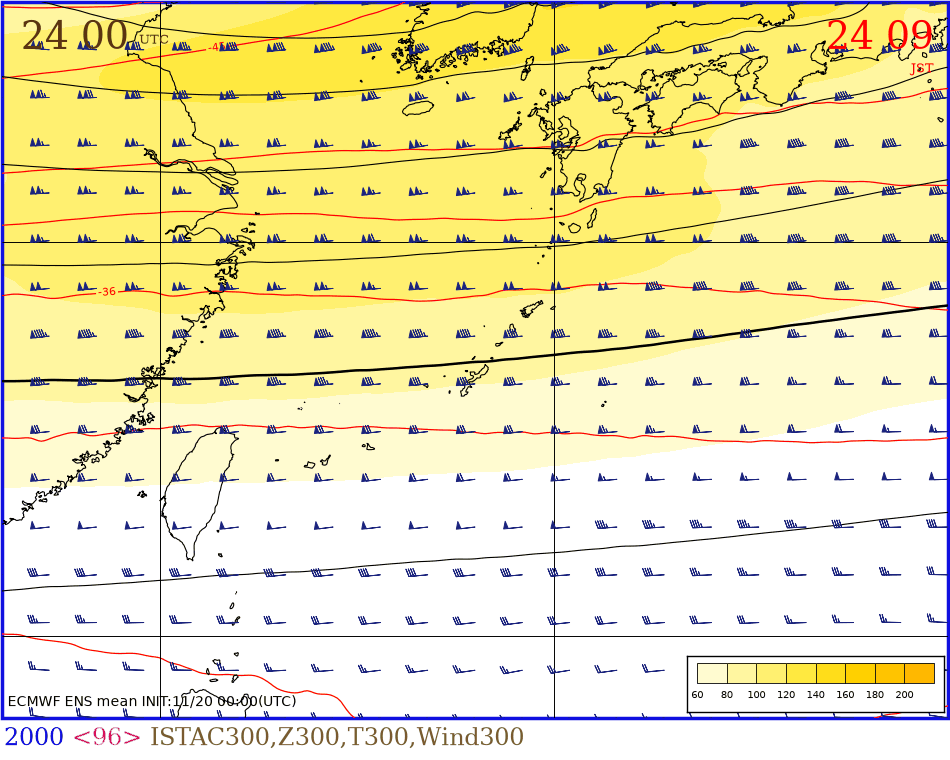 24 00 UTC 24 09
JST
-36
60 80 100 120 140 160 180 200
ECMWF ENS mean INIT:11/20 00:00(UTC)
2000 <96> ISTAC300,Z300,T300,Wind300